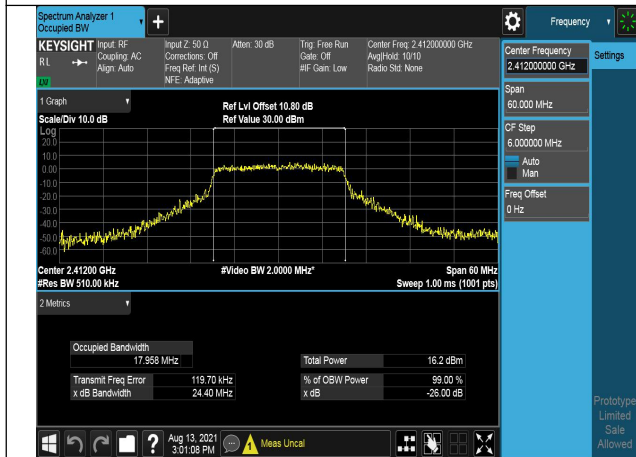 Spectrum Analyzer 1
Occupied BW
+
Frequency
KEYSIGHT
R L
LXI
Input: RF
Coupling: AC
Align: Auto
Input Z: 50 Ω
Corrections: Off
Freq Ref: Int (S)
NFE: Adaptive
Atten: 30 dB
Trig: Free Run
Gate: Off
#IF Gain: Low
Center Freq: 2.412000000 GHz
Avg|Hold: 10/10
Radio Std: None
Center Frequency
2.412000000 GHz
Settings
Span
60.000 MHz
CF Step
6.000000 MHz
Auto
Man
Freq Offset
0 Hz
1 Graph
Scale/Div 10.0 dB
Ref Lvl Offset 10.80 dB
Ref Value 30.00 dBm
Log
20.0
10.0
0.00
-10.0
-20.0
-30.0
-40.0
-50.0
-60.0
Center 2.41200 GHz
#Video BW 2.0000 MHz*
Span 60 MHz
#Res BW 510.00 kHz
Sweep 1.00 ms (1001 pts)
2 Metrics
Occupied Bandwidth
17.958 MHz
Total Power 16.2 dBm
Transmit Freq Error 119.70 kHz
% of OBW Power 99.00 %
x dB Bandwidth 24.40 MHz
x dB -26.00 dB
Prototype
Limited
Sale
Allowed
?
Aug 13, 2021
3:01:08 PM
1
Meas Uncal